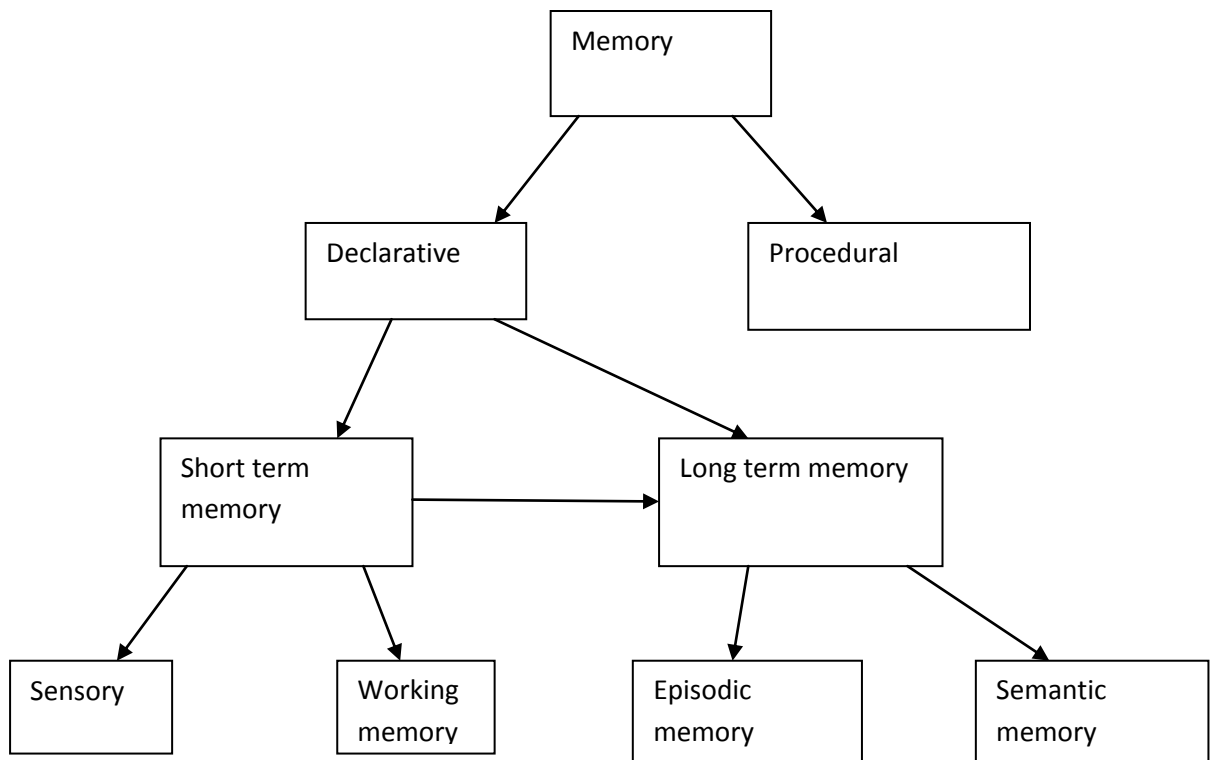 Memory
Declarative
Procedural
Short term
memory
Long term memory
Sensory
Working
memory
Episodic
memory
Semantic
memory